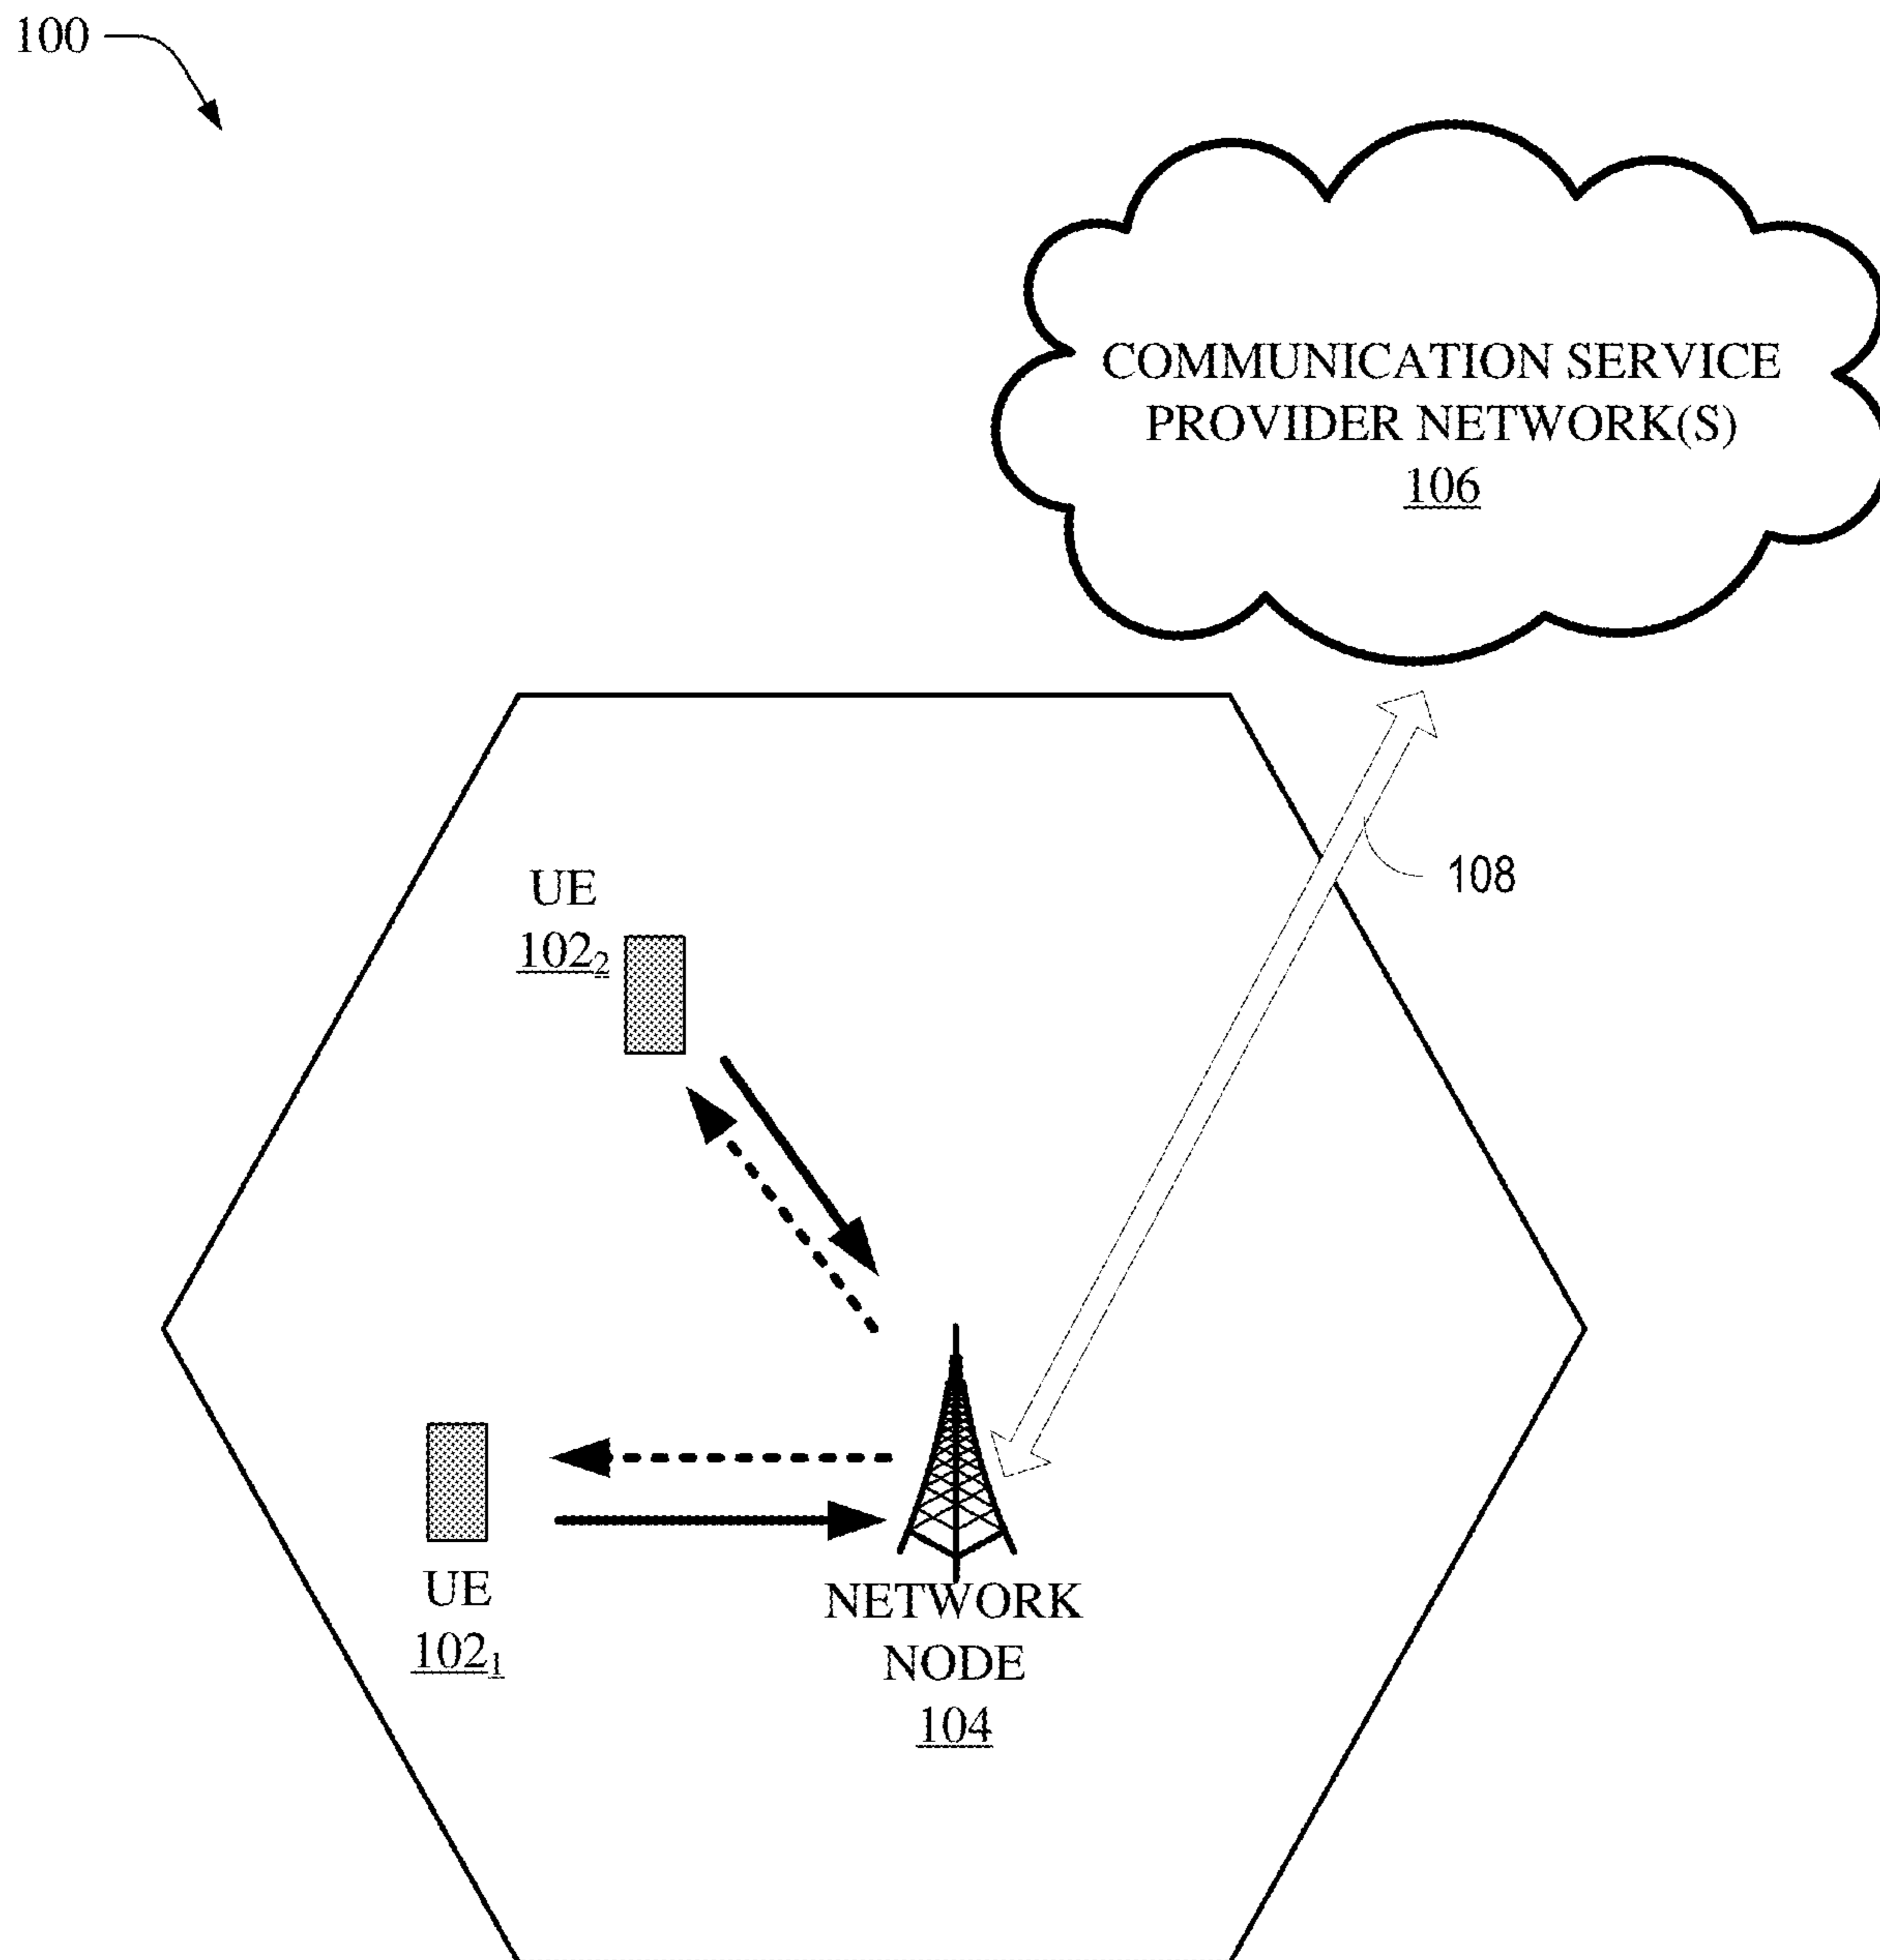 100
COMMUNICATION SERVICE
PROVIDER NETWORK(S)
106
108
UE
102₂
UE
102₁
NETWORK
NODE
104